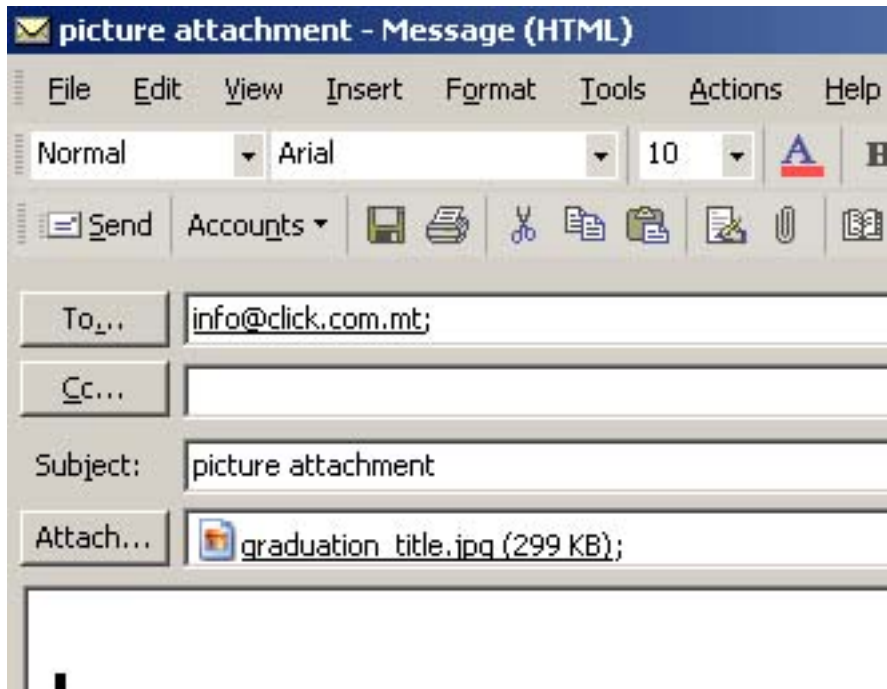 picture attachment - Message (HTML)
File Edit View Insert Format Tools Actions Help
Normal Arial 10 A B
Send Accounts
To... info@click.com.mt;
Cc...
Subject: picture attachment
Attach... graduation_title.jpg (299 KB);